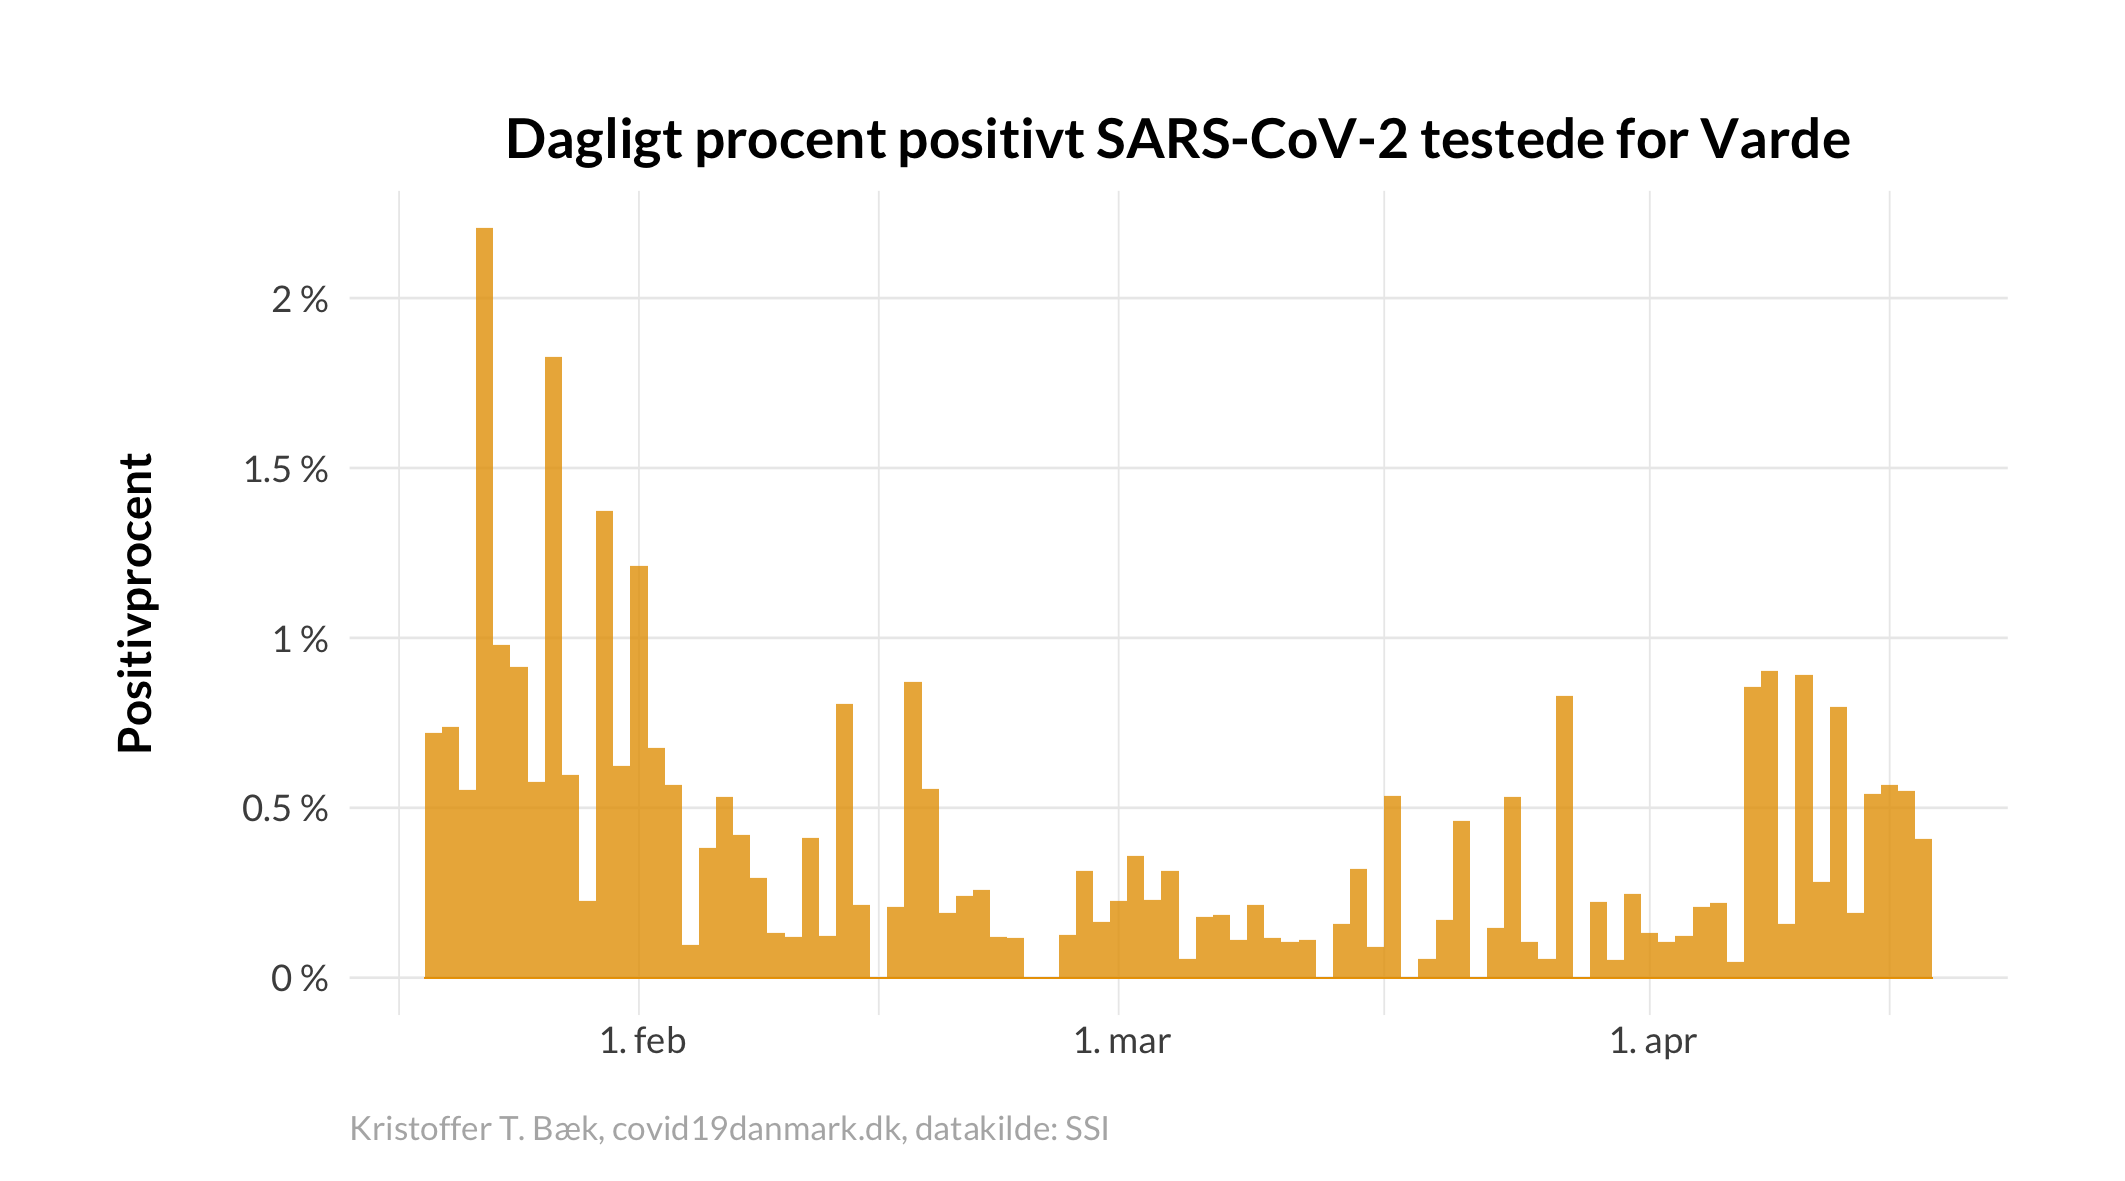 Dagligt procent positivt SARS-CoV-2 testede for Varde
Positivprocent
2 %
1.5 %
1 %
0.5 %
0 %
1. feb
1. mar
1. apr
Kristoffer T. Bæk, covid19danmark.dk, datakilde: SSI